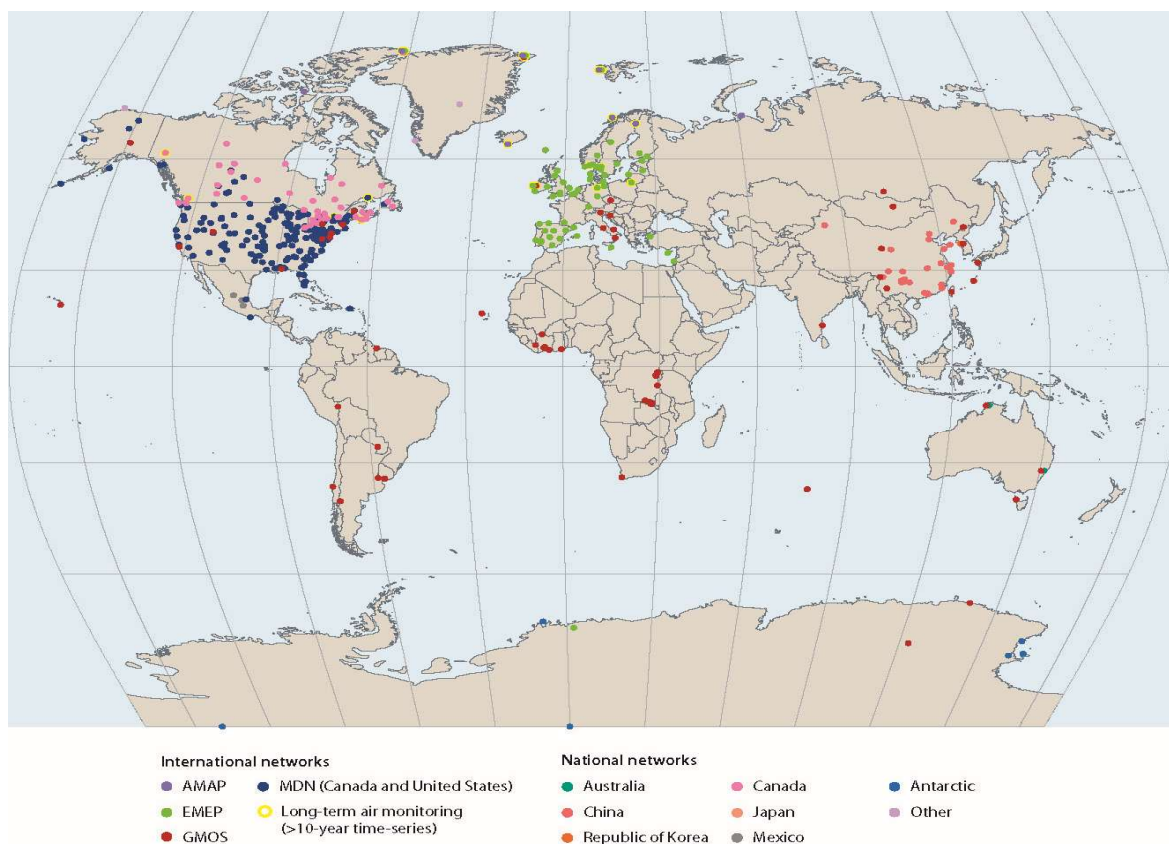 International networks
AMAP
EMEP
GMOS
MDN (Canada and United States)
Long-term air monitoring
(>10-year time-series)
National networks
Australia
China
Republic of Korea
Canada
Japan
Mexico
Antarctic
Other